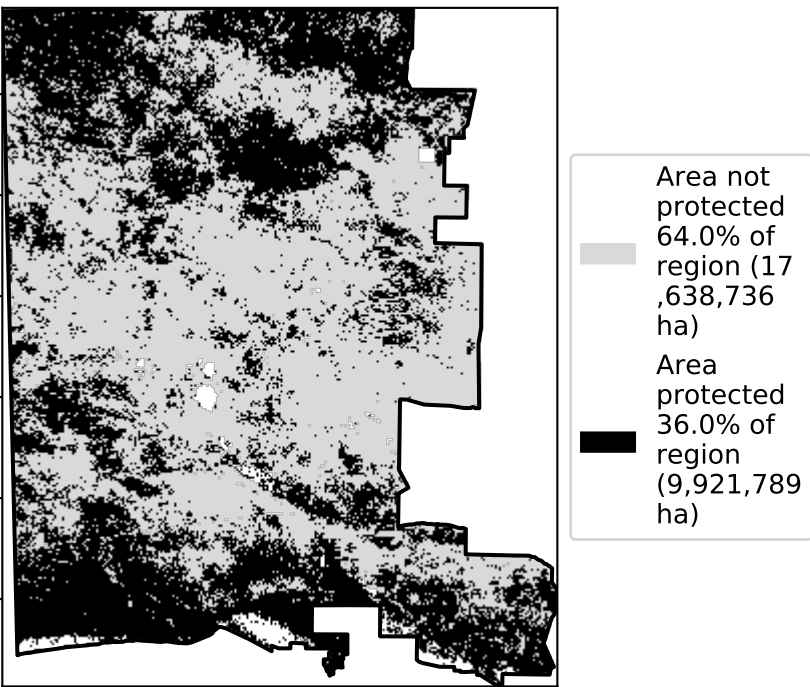 Area not
protected
64.0% of
region (17
,638,736
ha)
Area
protected
36.0% of
region
(9,921,789
ha)